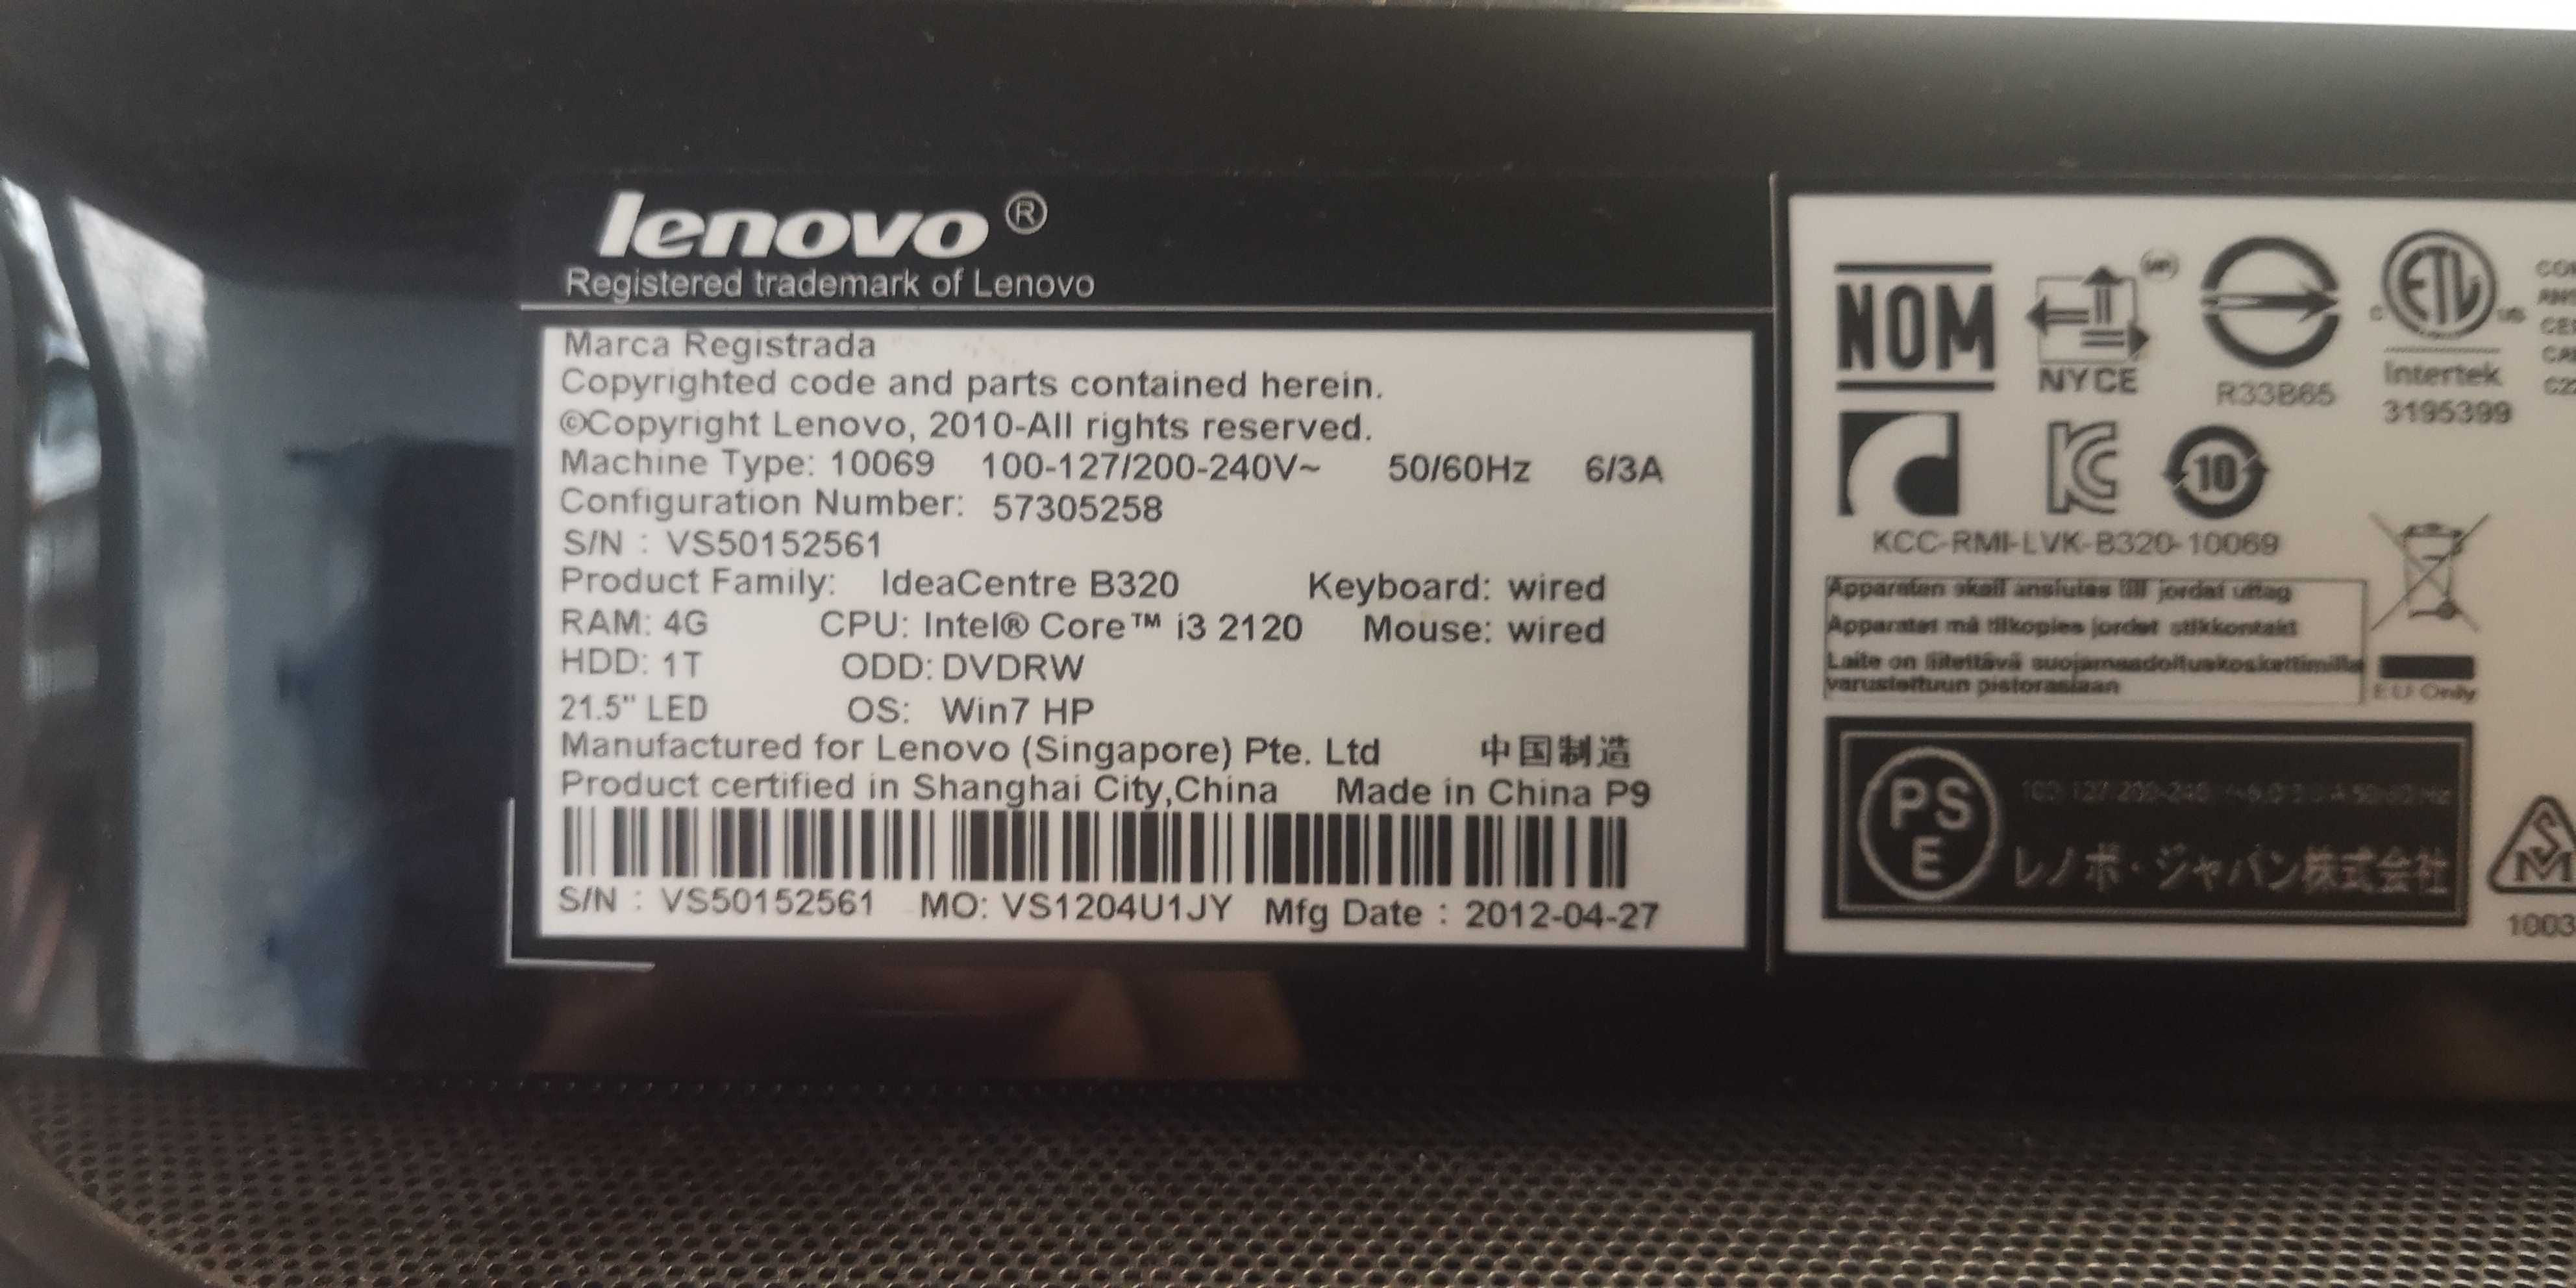 lenovo®
Registered trademark of Lenovo
Marca Registrada
Copyrighted code and parts contained herein.
©Copyright Lenovo, 2010-All rights reserved.
Machine Type: 10069 100-127/200-240V~ 50/60Hz 6/3A
Configuration Number: 57305258
S/N : VS50152561
Product Family: IdeaCentre B320 Keyboard: wired
RAM: 4G CPU: Intel® Core™ i3 2120 Mouse: wired
HDD: 1T ODD: DVDRW
21.5" LED OS: Win7 HP
Manufactured for Lenovo (Singapore) Pte. Ltd 中国制造
Product certified in Shanghai City,China Made in China P9
S/N : VS50152561 MO: VS1204U1JY Mfg Date : 2012-04-27
NOM
NYCE
R33B65
ETL
C US
Intertek
3195399
10
KCC-RMI-LVK-B320-10069
Apparaten skall anslutas till jordat uttag
Apparatet må tilkoples jordet stikkontakt
Laite on liitettävä suojamaadoituskoskettimilla
varustettuun pistorasiaan
EU Only
PS
E
レノボ・ジャパン株式会社
1003